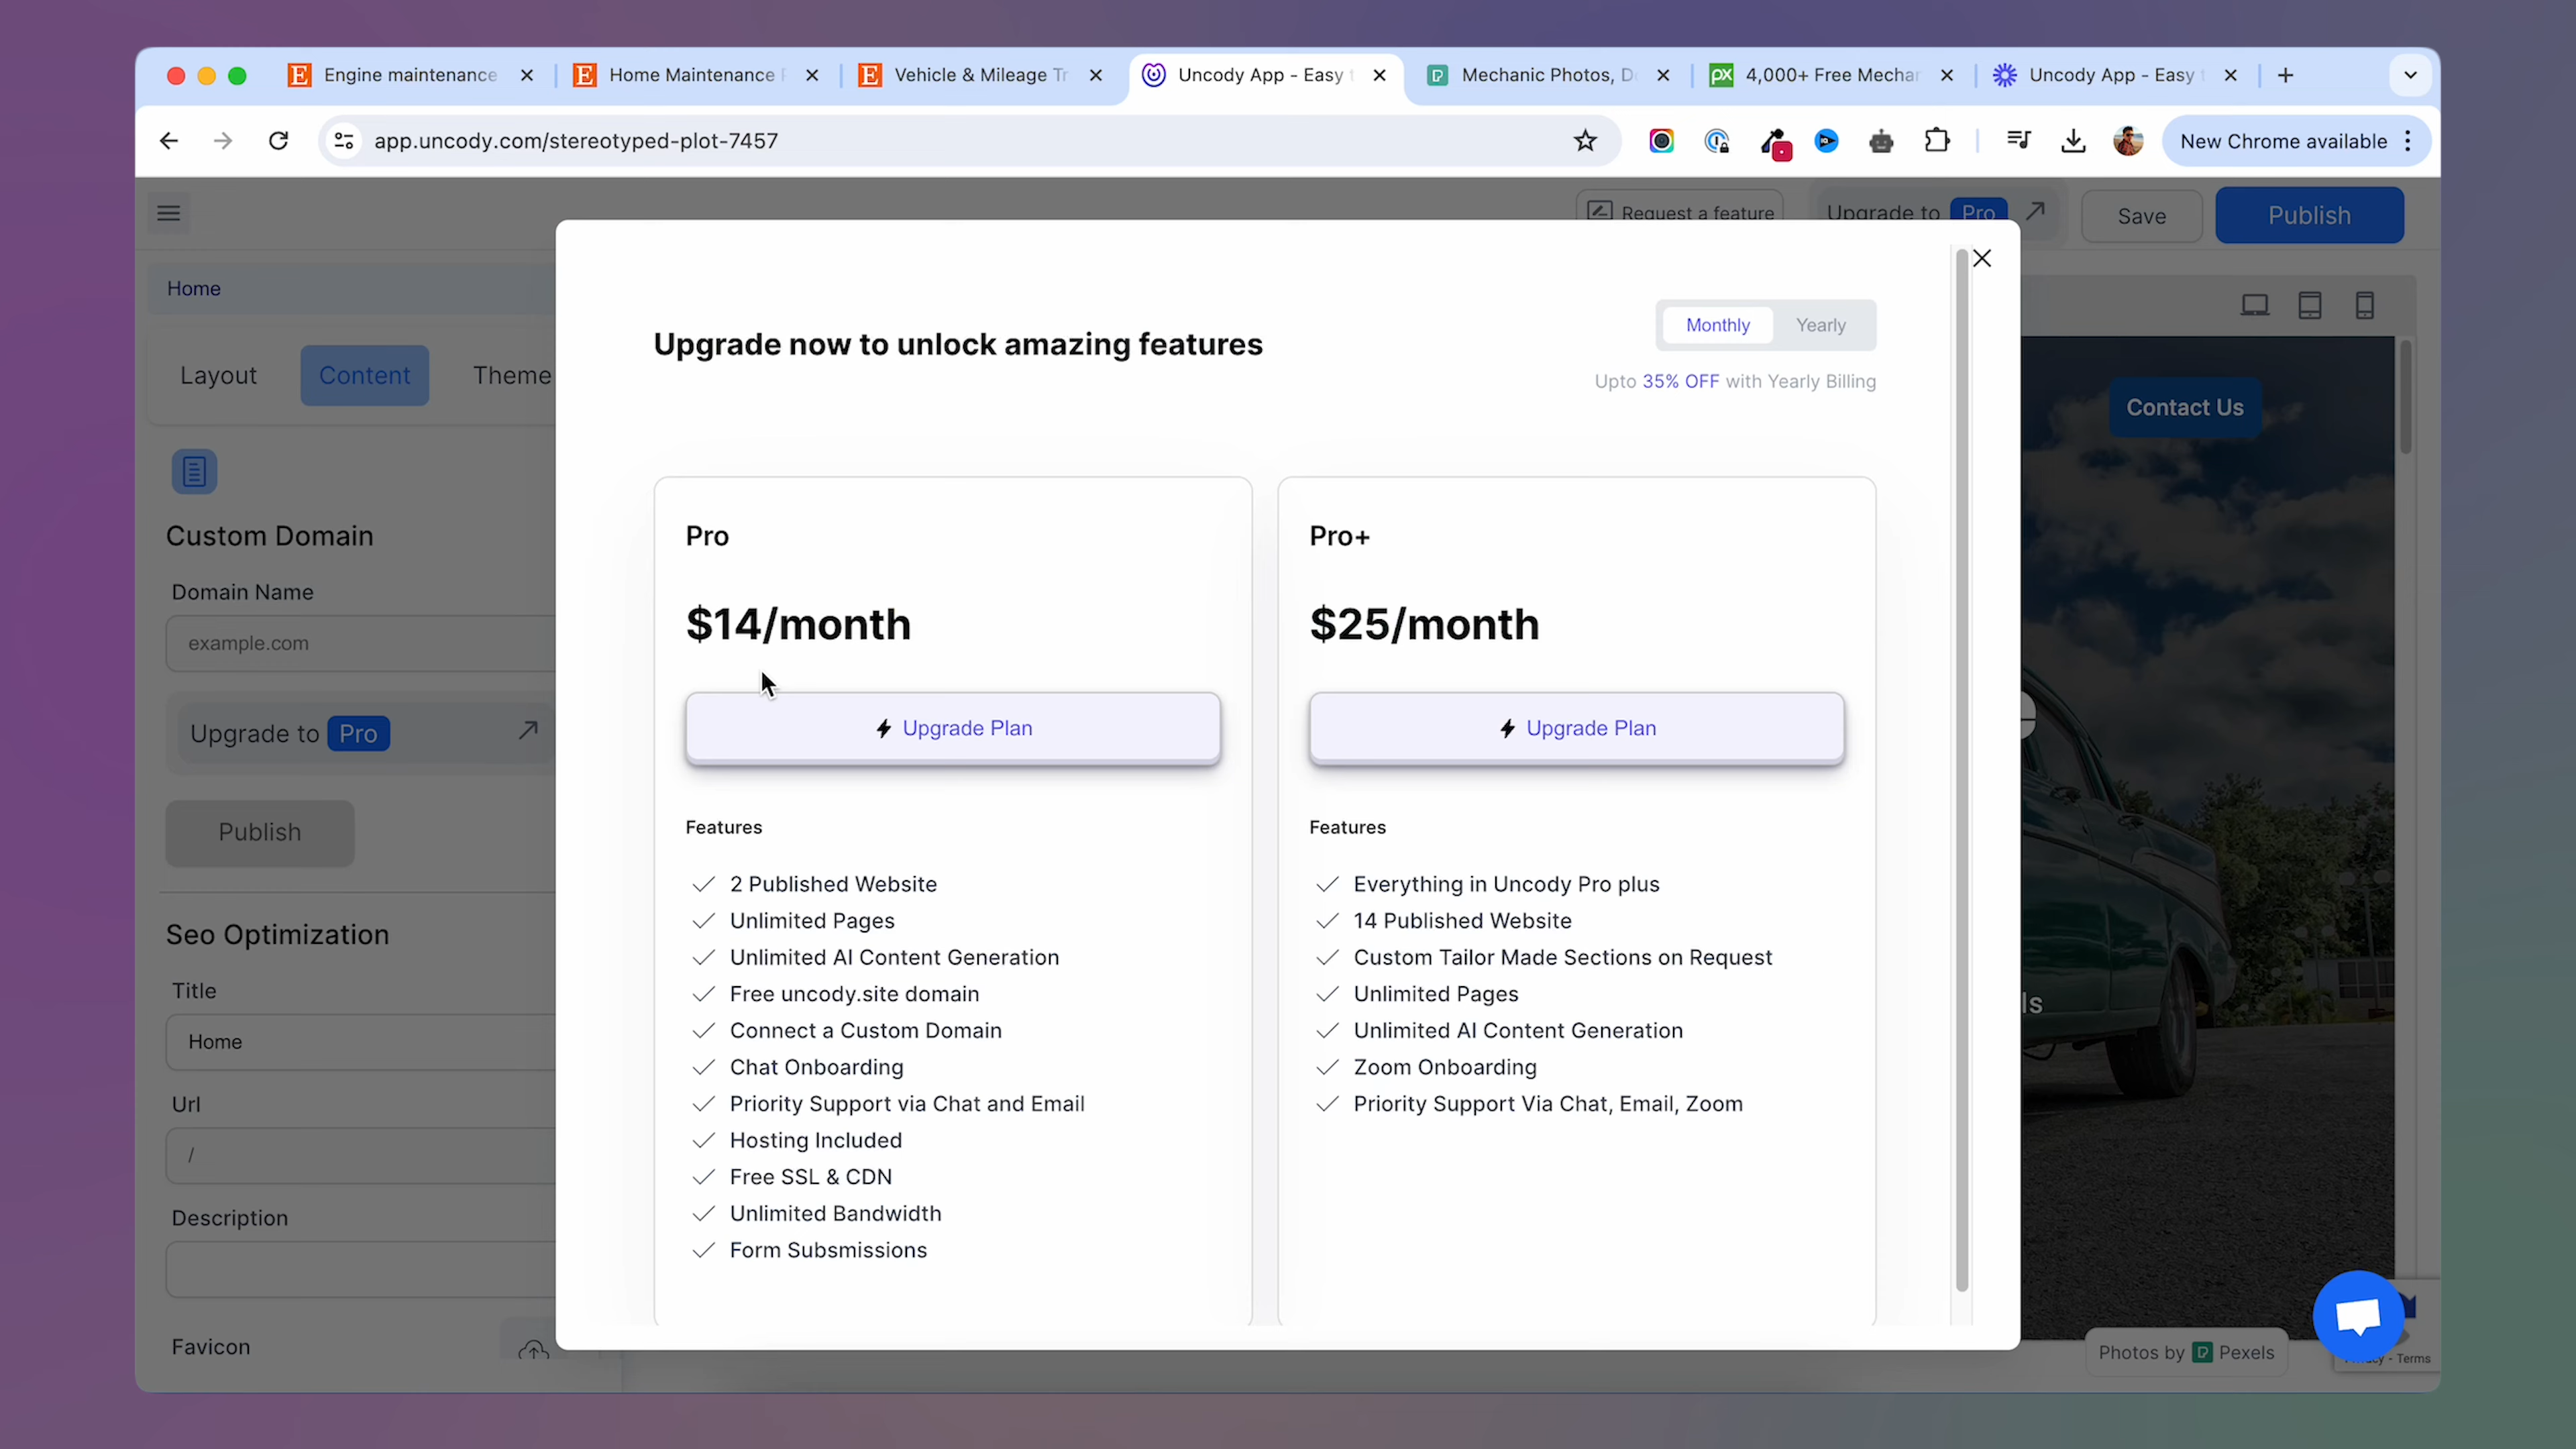 Engine maintenance
Home Maintenance
Vehicle & Mileage Tr
Uncody App - Easy
Mechanic Photos, D
4,000+ Free Mechar
Uncody App - Easy
app.uncody.com/stereotyped-plot-7457
New Chrome available
Request a feature
Upgrade to Pro
Save
Publish
Home
Layout
Content
Theme
Custom Domain
Domain Name
example.com
Upgrade to Pro
Publish
Seo Optimization
Title
Home
Url
/
Description
Favicon
Upgrade now to unlock amazing features
Monthly
Yearly
Upto 35% OFF with Yearly Billing
Pro
$14/month
Upgrade Plan
Features
2 Published Website
Unlimited Pages
Unlimited AI Content Generation
Free uncody.site domain
Connect a Custom Domain
Chat Onboarding
Priority Support via Chat and Email
Hosting Included
Free SSL & CDN
Unlimited Bandwidth
Form Subsmissions
Pro+
$25/month
Upgrade Plan
Features
Everything in Uncody Pro plus
14 Published Website
Custom Tailor Made Sections on Request
Unlimited Pages
Unlimited AI Content Generation
Zoom Onboarding
Priority Support Via Chat, Email, Zoom
Contact Us
ls
Photos by Pexels
- Terms